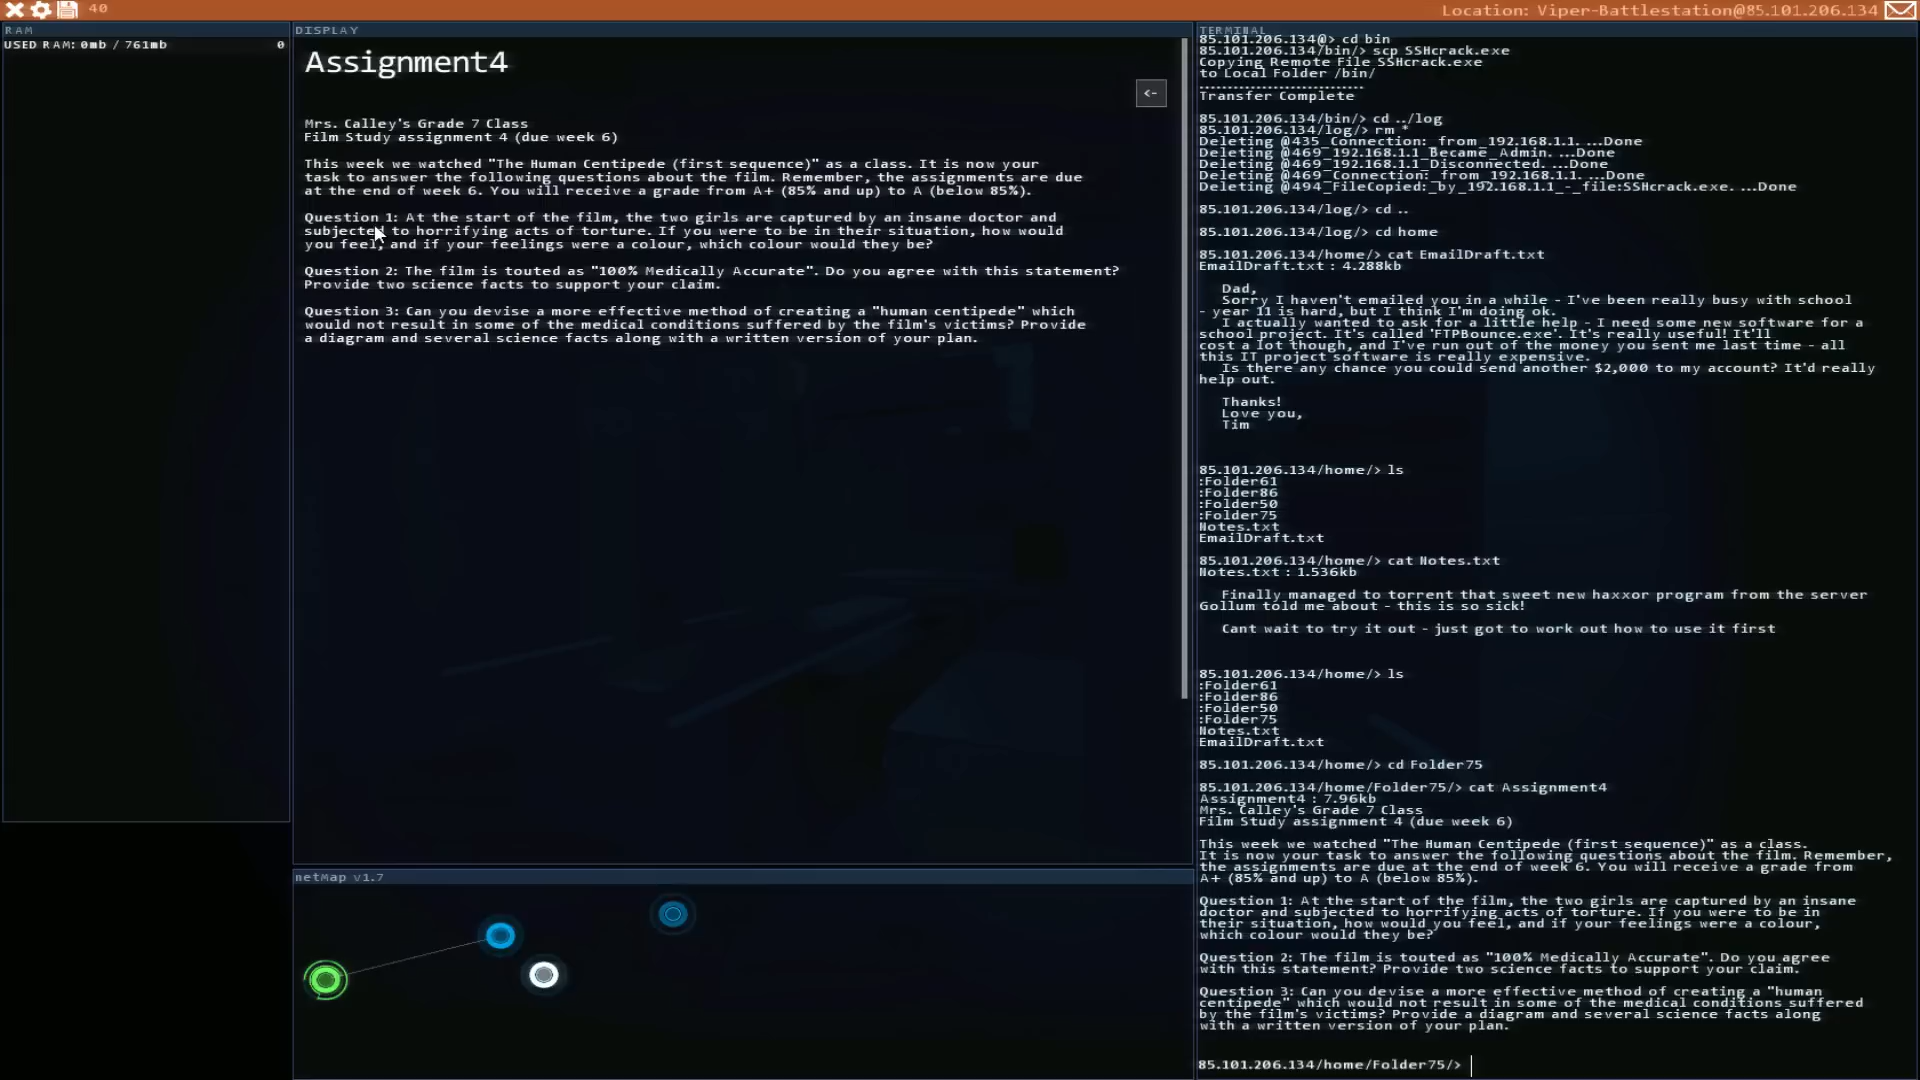 40
Location: Viper-Battlestation@85.101.206.134
RAM
USED RAM: 0mb / 761mb 0
DISPLAY
Assignment4
<-
Mrs. Calley's Grade 7 Class
Film Study assignment 4 (due week 6)
This week we watched "The Human Centipede (first sequence)" as a class. It is now your
task to answer the following questions about the film. Remember, the assignments are due
at the end of week 6. You will receive a grade from A+ (85% and up) to A (below 85%).
Question 1: At the start of the film, the two girls are captured by an insane doctor and
subjected to horrifying acts of torture. If you were to be in their situation, how would
you feel, and if your feelings were a colour, which colour would they be?
Question 2: The film is touted as "100% Medically Accurate". Do you agree with this statement?
Provide two science facts to support your claim.
Question 3: Can you devise a more effective method of creating a "human centipede" which
would not result in some of the medical conditions suffered by the film's victims? Provide
a diagram and several science facts along with a written version of your plan.
netMap v1.7
TERMINAL
85.101.206.134@> cd bin
85.101.206.134/bin/> scp SSHcrack.exe
Copying Remote File SSHcrack.exe
to Local Folder /bin/
............................
Transfer Complete
85.101.206.134/bin/> cd ../log
85.101.206.134/log/> rm *
Deleting @435_Connection:_from_192.168.1.1. ...Done
Deleting @469_192.168.1.1_Became_Admin. ...Done
Deleting @469_192.168.1.1_Disconnected. ...Done
Deleting @469_Connection:_from_192.168.1.1. ...Done
Deleting @494_FileCopied:_by_192.168.1.1_-_file:SSHcrack.exe. ...Done
85.101.206.134/log/> cd ..
85.101.206.134/log/> cd home
85.101.206.134/home/> cat EmailDraft.txt
EmailDraft.txt : 4.288kb
Dad,
Sorry I haven't emailed you in a while - I've been really busy with school
- year 11 is hard, but I think I'm doing ok.
I actually wanted to ask for a little help - I need some new software for a
school project. It's called 'FTPBounce.exe'. It's really useful! It'll
cost a lot though, and I've run out of the money you sent me last time - all
this IT project software is really expensive.
Is there any chance you could send another $2,000 to my account? It'd really
help out.
Thanks!
Love you,
Tim
85.101.206.134/home/> ls
:Folder61
:Folder86
:Folder50
:Folder75
Notes.txt
EmailDraft.txt
85.101.206.134/home/> cat Notes.txt
Notes.txt : 1.536kb
Finally managed to torrent that sweet new haxxor program from the server
Gollum told me about - this is so sick!
Cant wait to try it out - just got to work out how to use it first
85.101.206.134/home/> ls
:Folder61
:Folder86
:Folder50
:Folder75
Notes.txt
EmailDraft.txt
85.101.206.134/home/> cd Folder75
85.101.206.134/home/Folder75/> cat Assignment4
Assignment4 : 7.96kb
Mrs. Calley's Grade 7 Class
Film Study assignment 4 (due week 6)
This week we watched "The Human Centipede (first sequence)" as a class.
It is now your task to answer the following questions about the film. Remember,
the assignments are due at the end of week 6. You will receive a grade from
A+ (85% and up) to A (below 85%).
Question 1: At the start of the film, the two girls are captured by an insane
doctor and subjected to horrifying acts of torture. If you were to be in
their situation, how would you feel, and if your feelings were a colour,
which colour would they be?
Question 2: The film is touted as "100% Medically Accurate". Do you agree
with this statement? Provide two science facts to support your claim.
Question 3: Can you devise a more effective method of creating a "human
centipede" which would not result in some of the medical conditions suffered
by the film's victims? Provide a diagram and several science facts along
with a written version of your plan.
85.101.206.134/home/Folder75/>